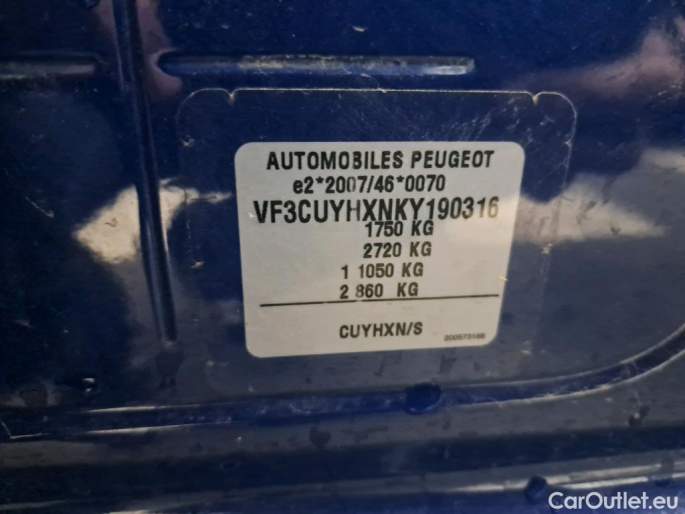 AUTOMOBILES PEUGEOT
e2*2007/46*0070
VF3CUYHXNKY190316
1750 KG
2720 KG
1 1050 KG
2 860 KG
CUYHXN/S
CarOutlet.eu